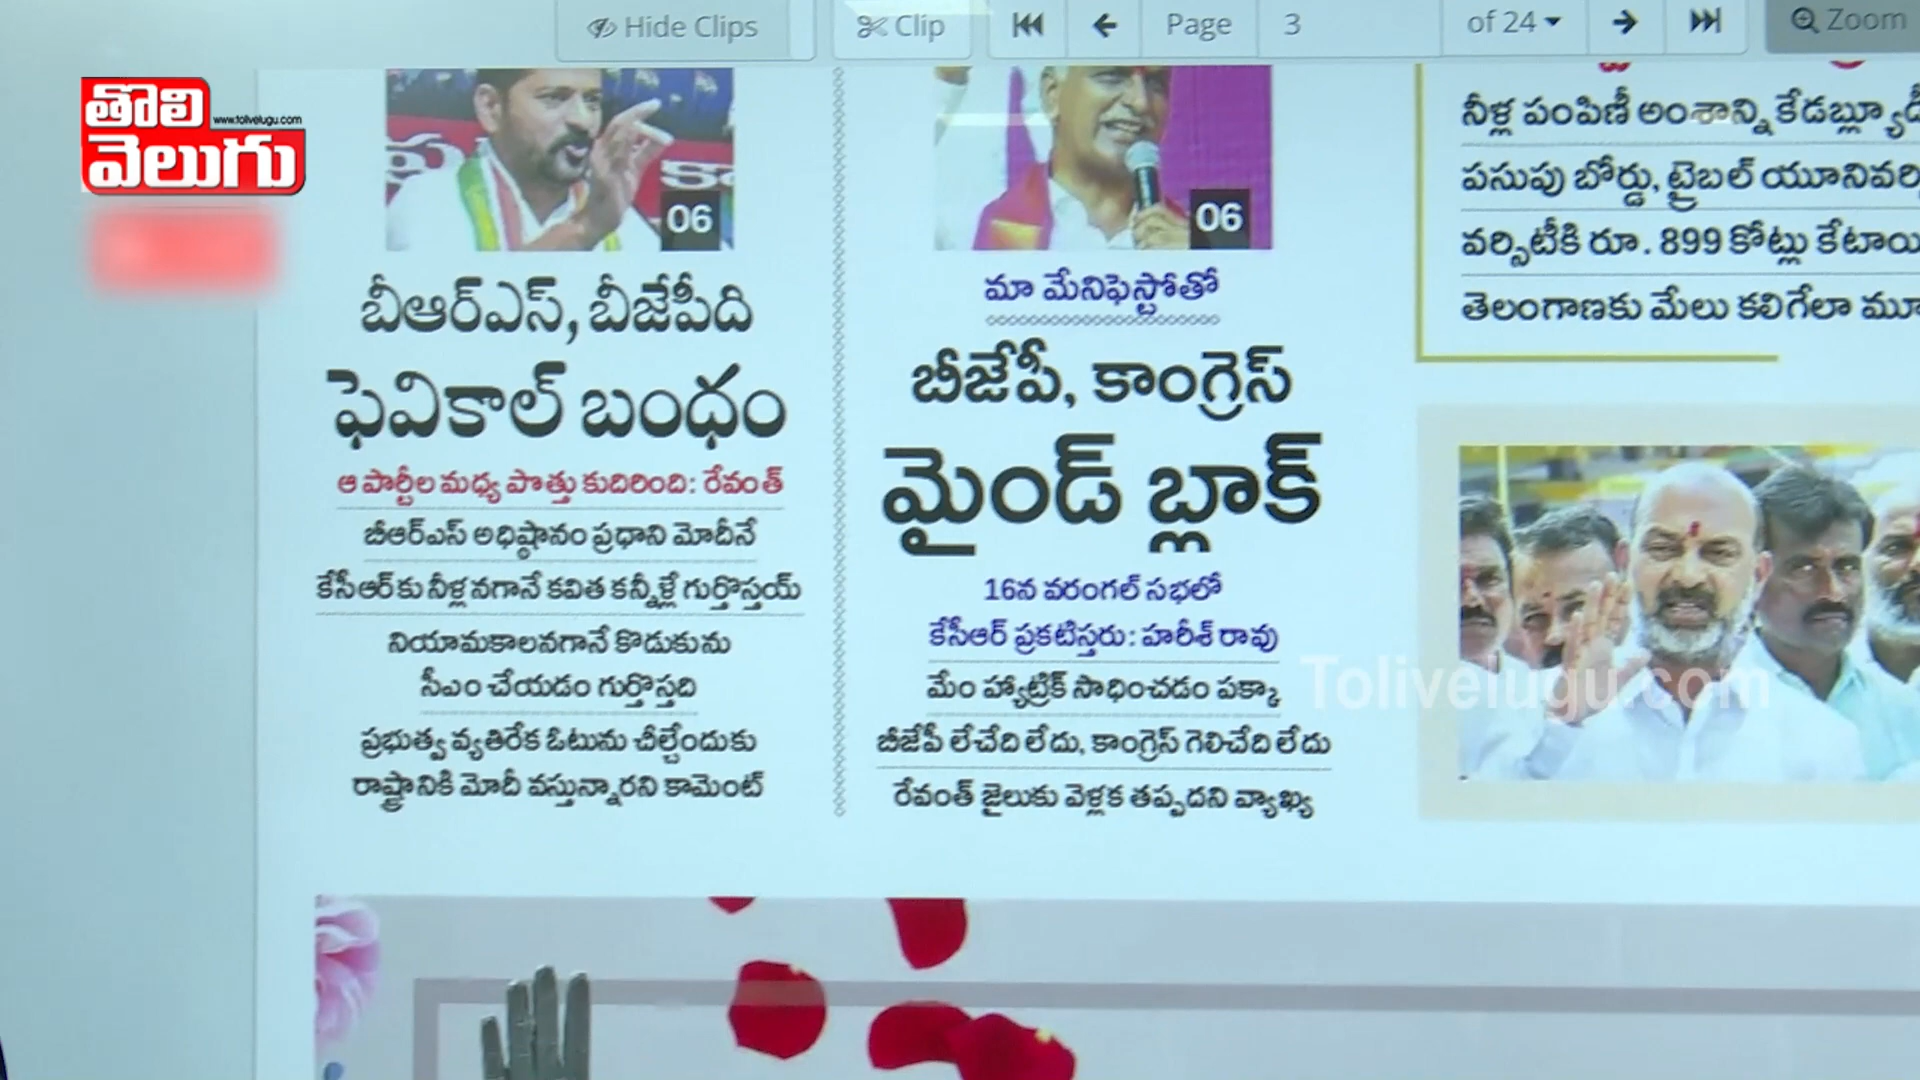 Hide Clips
Clip
Page
3
of 24
Zoom
తొలి
www.tolivelugu.com
వెలుగు
06
బీఆర్ఎస్, బీజేపీది
ఫెవికాల్ బంధం
ఆ పార్టీల మధ్య పొత్తు కుదిరింది: రేవంత్
బీఆర్ఎస్ అధిష్ఠానం ప్రధాని మోదీనే
కేసీఆర్‌కు నీళ్లనగానే కవిత కన్నీళ్లే గుర్తొస్తయ్
నియామకాలనగానే కొడుకును
సీఎం చేయడం గుర్తొస్తది
ప్రభుత్వ వ్యతిరేక ఓటును చీల్చేందుకు
రాష్ట్రానికి మోదీ వస్తున్నారని కామెంట్
06
మా మేనిఫెస్టోతో
బీజేపీ, కాంగ్రెస్
మైండ్ బ్లాక్
16న వరంగల్ సభలో
కేసీఆర్ ప్రకటిస్తరు: హరీశ్ రావు
మేం హ్యాట్రిక్ సాధించడం పక్కా
బీజేపీ లేచేది లేదు, కాంగ్రెస్ గెలిచేది లేదు
రేవంత్ జైలుకు వెళ్లక తప్పదని వ్యాఖ్య
నీళ్ల పంపిణీ అంశాన్ని కేడబ్ల్యూడీ
పసుపు బోర్డు, ట్రైబల్ యూనివర్సి
వర్సిటీకి రూ. 899 కోట్లు కేటాయి
తెలంగాణకు మేలు కలిగేలా మూ
Tolivelugu.com